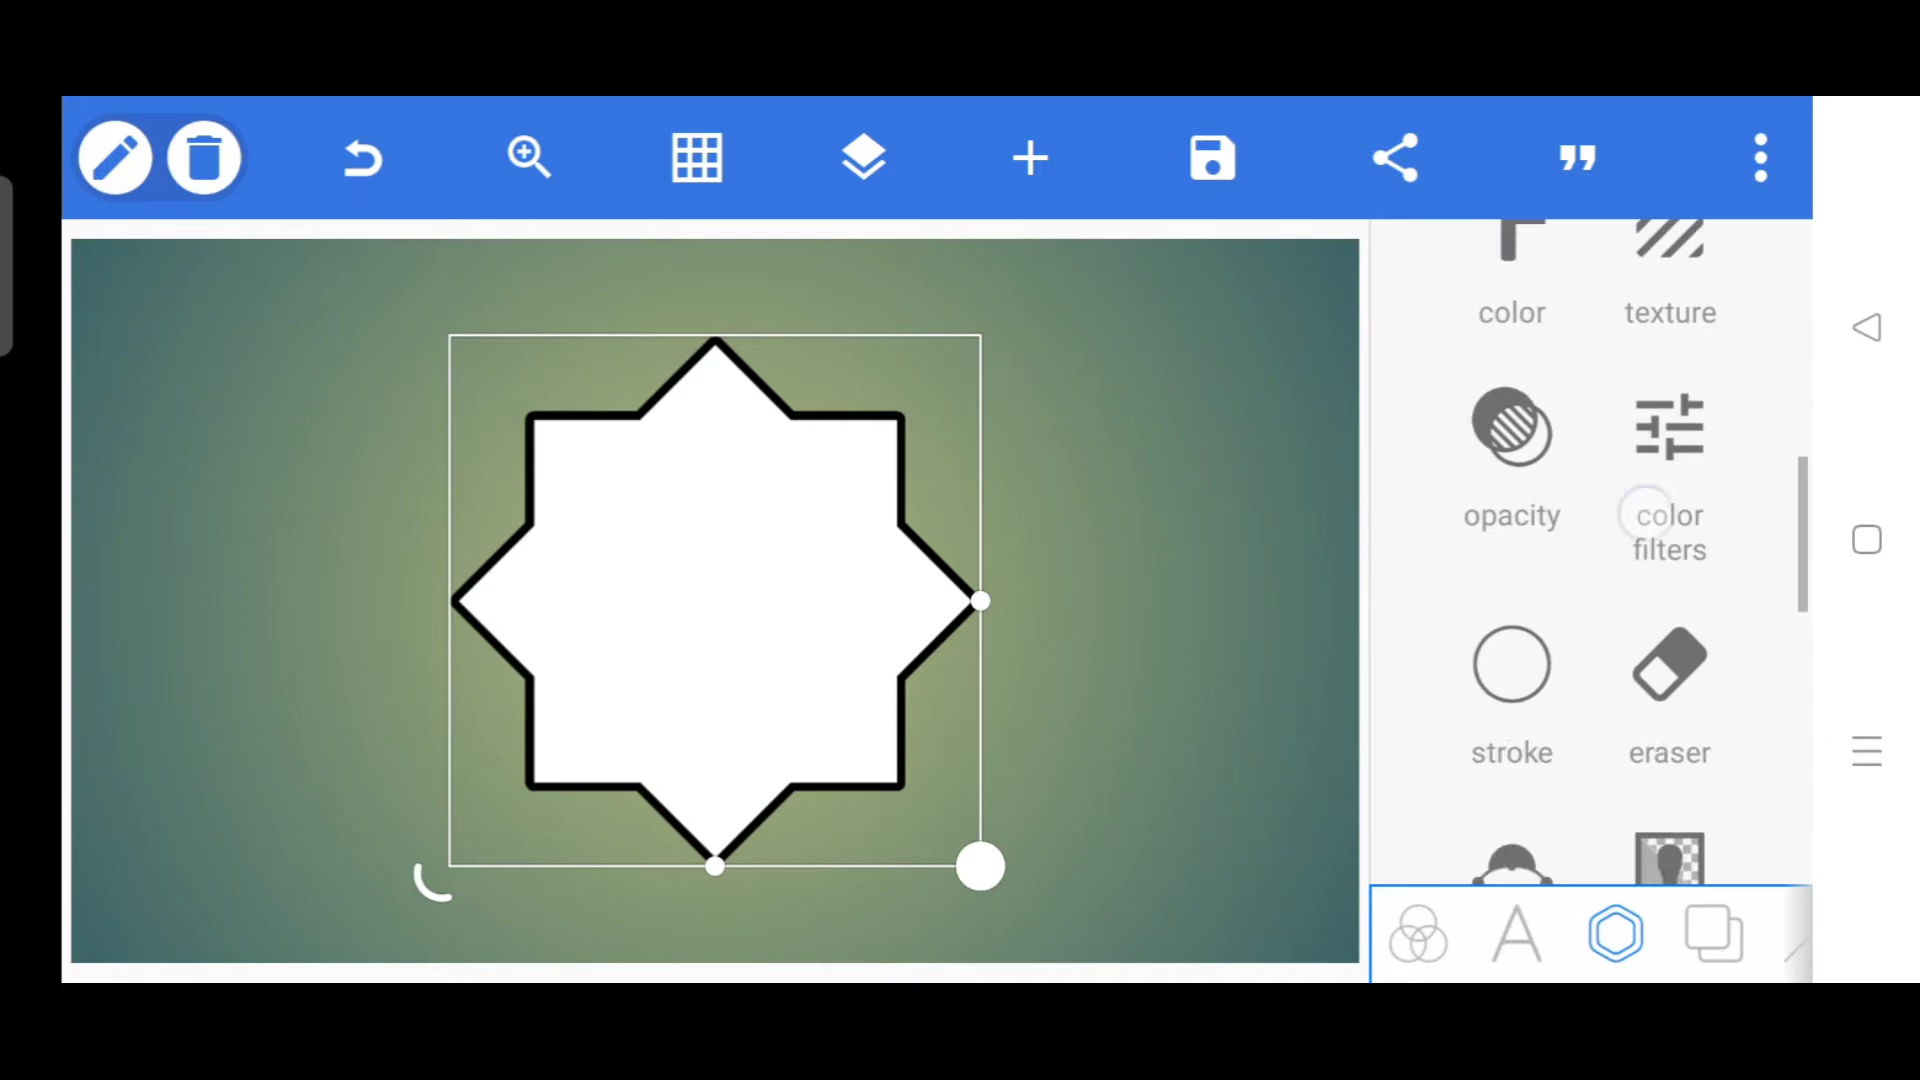 color
texture
opacity
color
filters
stroke
eraser